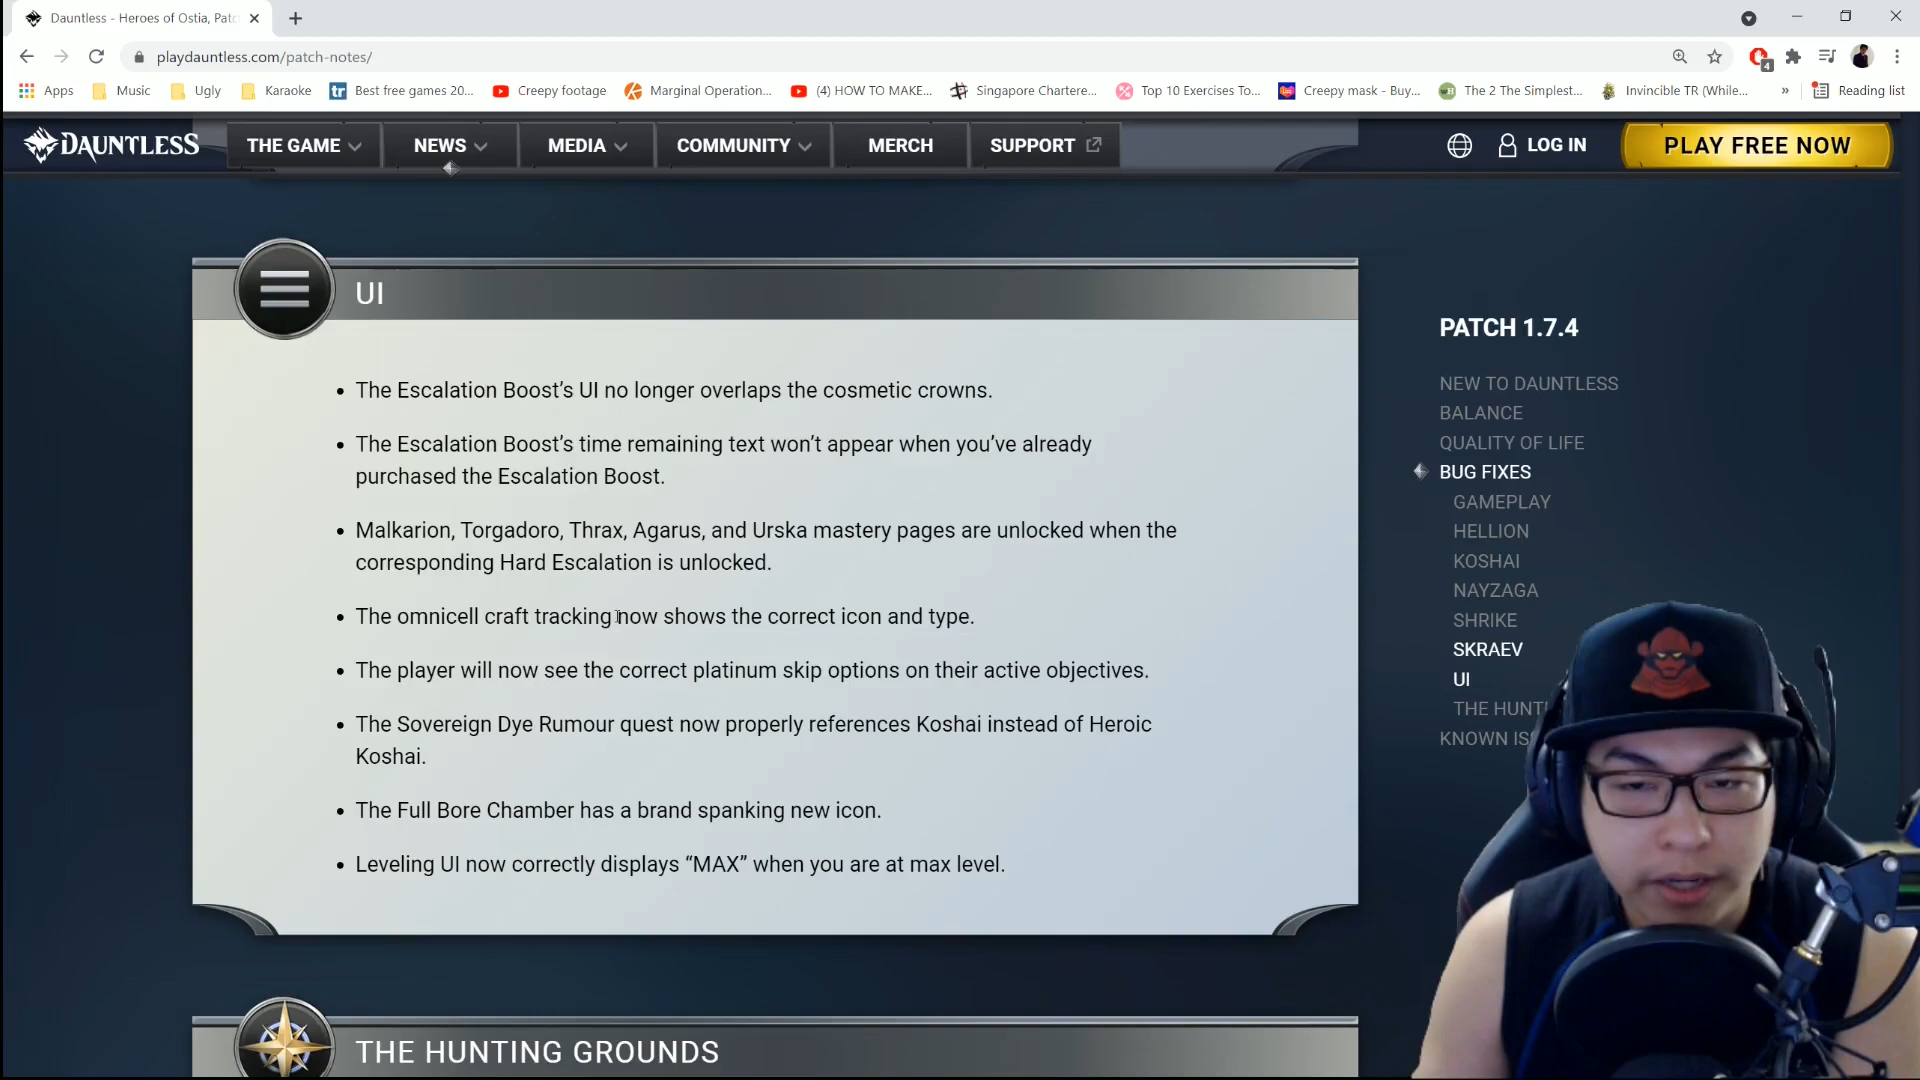 Dauntless - Heroes of Ostia, Patc
playdauntless.com/patch-notes/
4
Apps Music Ugly Karaoke Best free games 20... Creepy footage Marginal Operation... (4) HOW TO MAKE... Singapore Chartere... Top 10 Exercises To... Creepy mask - Buy... The 2 The Simplest... Invincible TR (While... » Reading list
DAUNTLESS THE GAME NEWS MEDIA COMMUNITY MERCH SUPPORT LOG IN PLAY FREE NOW
UI
• The Escalation Boost’s UI no longer overlaps the cosmetic crowns.
• The Escalation Boost’s time remaining text won’t appear when you’ve already
purchased the Escalation Boost.
• Malkarion, Torgadoro, Thrax, Agarus, and Urska mastery pages are unlocked when the
corresponding Hard Escalation is unlocked.
• The omnicell craft tracking now shows the correct icon and type.
• The player will now see the correct platinum skip options on their active objectives.
• The Sovereign Dye Rumour quest now properly references Koshai instead of Heroic
Koshai.
• The Full Bore Chamber has a brand spanking new icon.
• Leveling UI now correctly displays “MAX” when you are at max level.
THE HUNTING GROUNDS
PATCH 1.7.4
NEW TO DAUNTLESS
BALANCE
QUALITY OF LIFE
BUG FIXES
GAMEPLAY
HELLION
KOSHAI
NAYZAGA
SHRIKE
SKRAEV
UI
THE HUNTI
KNOWN IS